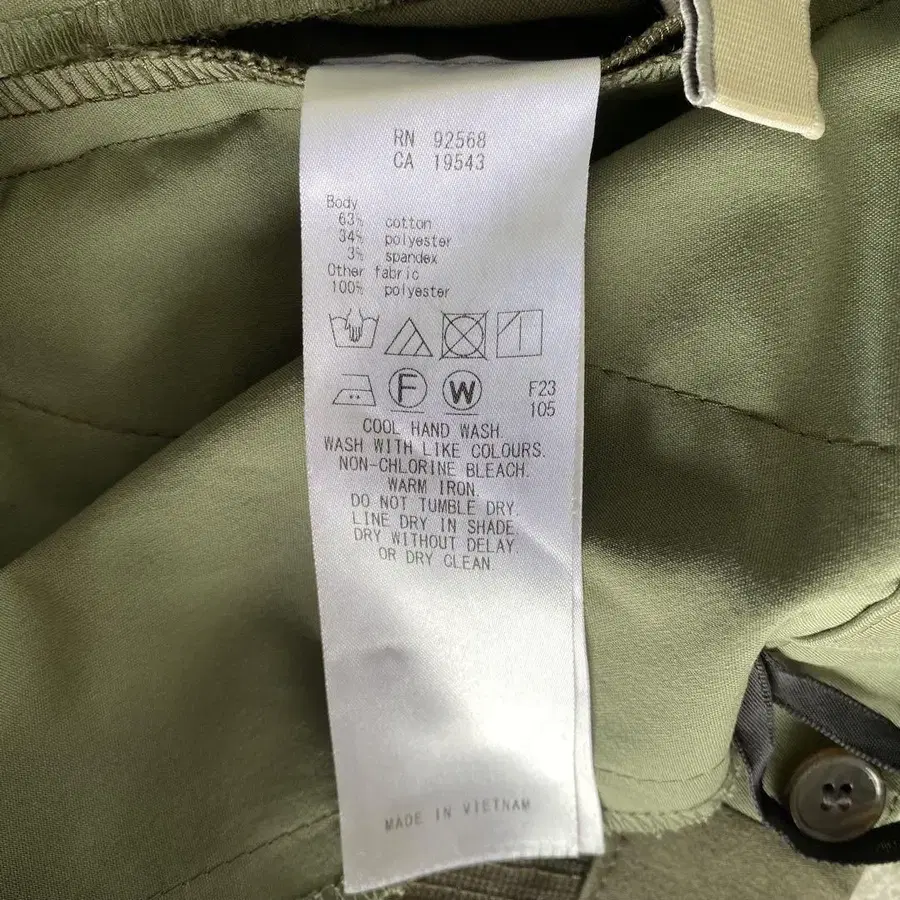 RN 92568
CA 19543
Body
63% cotton
34% polyester
3% spandex
Other fabric
100% polyester
F W
F23
105
COOL HAND WASH.
WASH WITH LIKE COLOURS.
NON-CHLORINE BLEACH.
WARM IRON.
DO NOT TUMBLE DRY.
LINE DRY IN SHADE.
DRY WITHOUT DELAY.
OR DRY CLEAN.
MADE IN VIETNAM